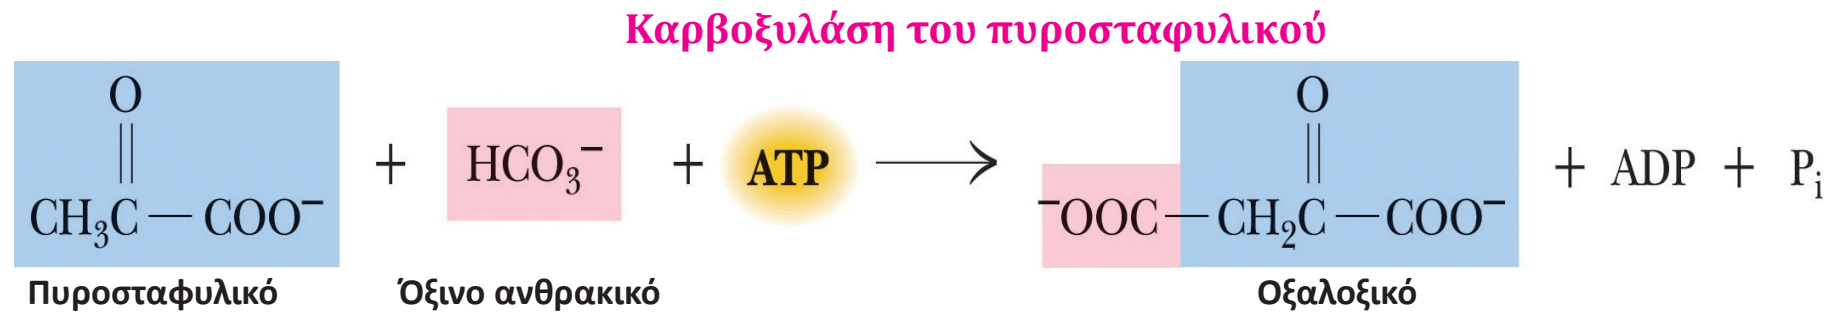 Καρβοξυλάση του πυροσταφυλικού
O O
CH₃C — COO⁻ + HCO₃⁻ + ATP → ⁻OOC — CH₂C — COO⁻ + ADP + Pᵢ
Πυροσταφυλικό Όξινο ανθρακικό Οξαλοξικό